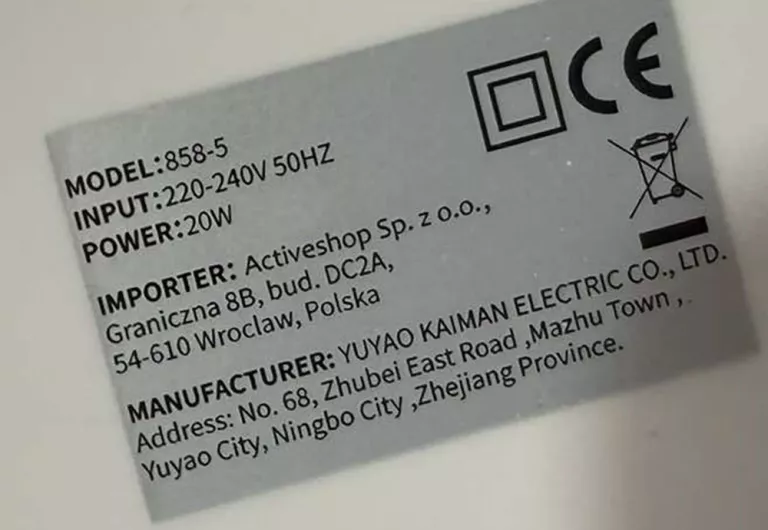 MODEL:858-5
INPUT:220-240V 50HZ
POWER:20W
CE
IMPORTER: Activeshop Sp. z o.o.,
Graniczna 8B, bud. DC2A,
54-610 Wroclaw, Polska
MANUFACTURER: YUYAO KAIMAN ELECTRIC CO., LTD.
Address: No. 68, Zhubei East Road ,Mazhu Town ,
Yuyao City, Ningbo City ,Zhejiang Province.